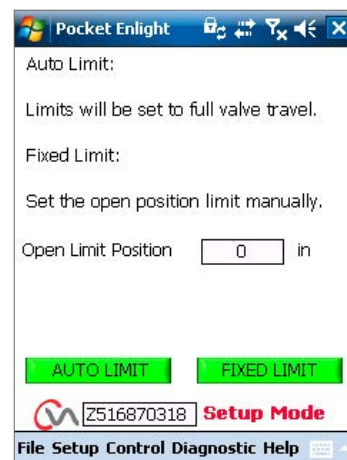 Pocket Enlight
Auto Limit:
Limits will be set to full valve travel.
Fixed Limit:
Set the open position limit manually.
Open Limit Position 0 in
AUTO LIMIT FIXED LIMIT
Z516870318 Setup Mode
File Setup Control Diagnostic Help